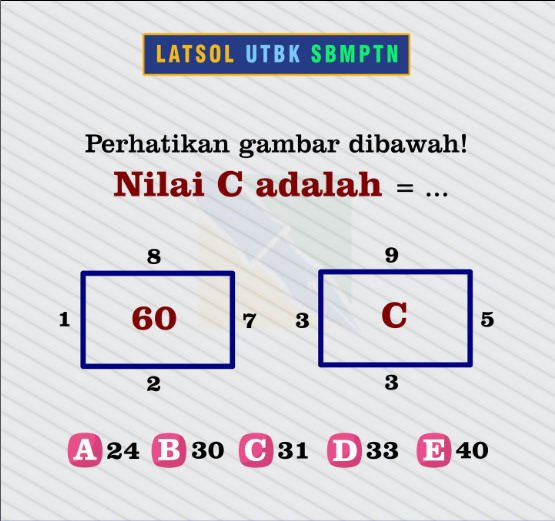 LATSOL UTBK SBMPTN
Perhatikan gambar dibawah!
Nilai C adalah = ...
8
1 60 7
2
9
3 C 5
3
A 24 B 30 C 31 D 33 E 40